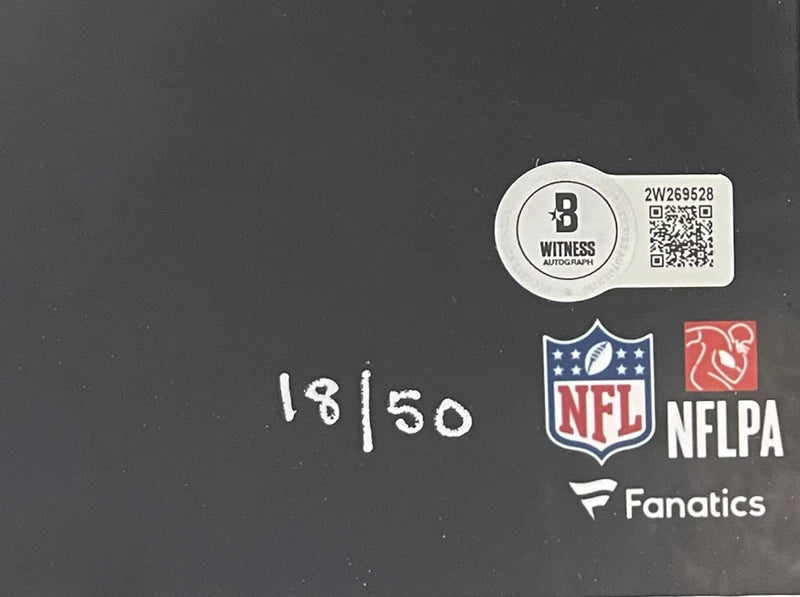 2W269528
B
WITNESS
AUTOGRAPH
18/50
NFL
NFLPA
Fanatics